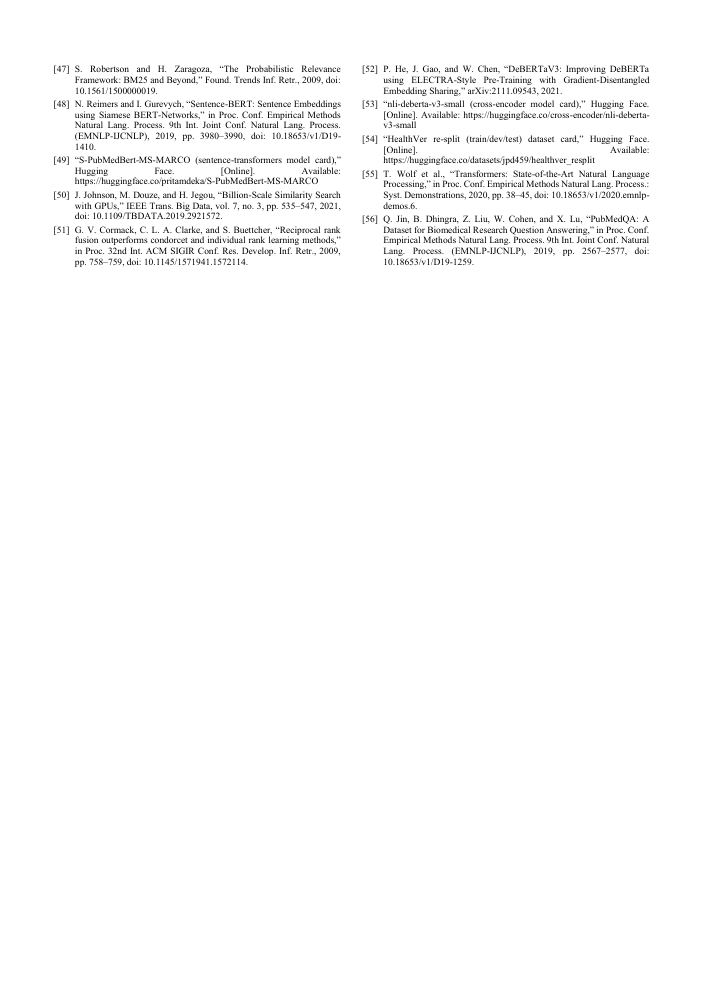 [47] S. Robertson and H. Zaragoza, “The Probabilistic Relevance
Framework: BM25 and Beyond,” Found. Trends Inf. Retr., 2009, doi:
10.1561/1500000019.
[48] N. Reimers and I. Gurevych, “Sentence-BERT: Sentence Embeddings
using Siamese BERT-Networks,” in Proc. Conf. Empirical Methods
Natural Lang. Process. 9th Int. Joint Conf. Natural Lang. Process.
(EMNLP-IJCNLP), 2019, pp. 3980–3990, doi: 10.18653/v1/D19-
1410.
[49] “S-PubMedBert-MS-MARCO (sentence-transformers model card),”
Hugging Face. [Online]. Available:
https://huggingface.co/pritamdeka/S-PubMedBert-MS-MARCO
[50] J. Johnson, M. Douze, and H. Jegou, “Billion-Scale Similarity Search
with GPUs,” IEEE Trans. Big Data, vol. 7, no. 3, pp. 535–547, 2021,
doi: 10.1109/TBDATA.2019.2921572.
[51] G. V. Cormack, C. L. A. Clarke, and S. Buettcher, “Reciprocal rank
fusion outperforms condorcet and individual rank learning methods,”
in Proc. 32nd Int. ACM SIGIR Conf. Res. Develop. Inf. Retr., 2009,
pp. 758–759, doi: 10.1145/1571941.1572114.
[52] P. He, J. Gao, and W. Chen, “DeBERTaV3: Improving DeBERTa
using ELECTRA-Style Pre-Training with Gradient-Disentangled
Embedding Sharing,” arXiv:2111.09543, 2021.
[53] “nli-deberta-v3-small (cross-encoder model card),” Hugging Face.
[Online]. Available: https://huggingface.co/cross-encoder/nli-deberta-
v3-small
[54] “HealthVer re-split (train/dev/test) dataset card,” Hugging Face.
[Online]. Available:
https://huggingface.co/datasets/jpd459/healthver_resplit
[55] T. Wolf et al., “Transformers: State-of-the-Art Natural Language
Processing,” in Proc. Conf. Empirical Methods Natural Lang. Process.:
Syst. Demonstrations, 2020, pp. 38–45, doi: 10.18653/v1/2020.emnlp-
demos.6.
[56] Q. Jin, B. Dhingra, Z. Liu, W. Cohen, and X. Lu, “PubMedQA: A
Dataset for Biomedical Research Question Answering,” in Proc. Conf.
Empirical Methods Natural Lang. Process. 9th Int. Joint Conf. Natural
Lang. Process. (EMNLP-IJCNLP), 2019, pp. 2567–2577, doi:
10.18653/v1/D19-1259.